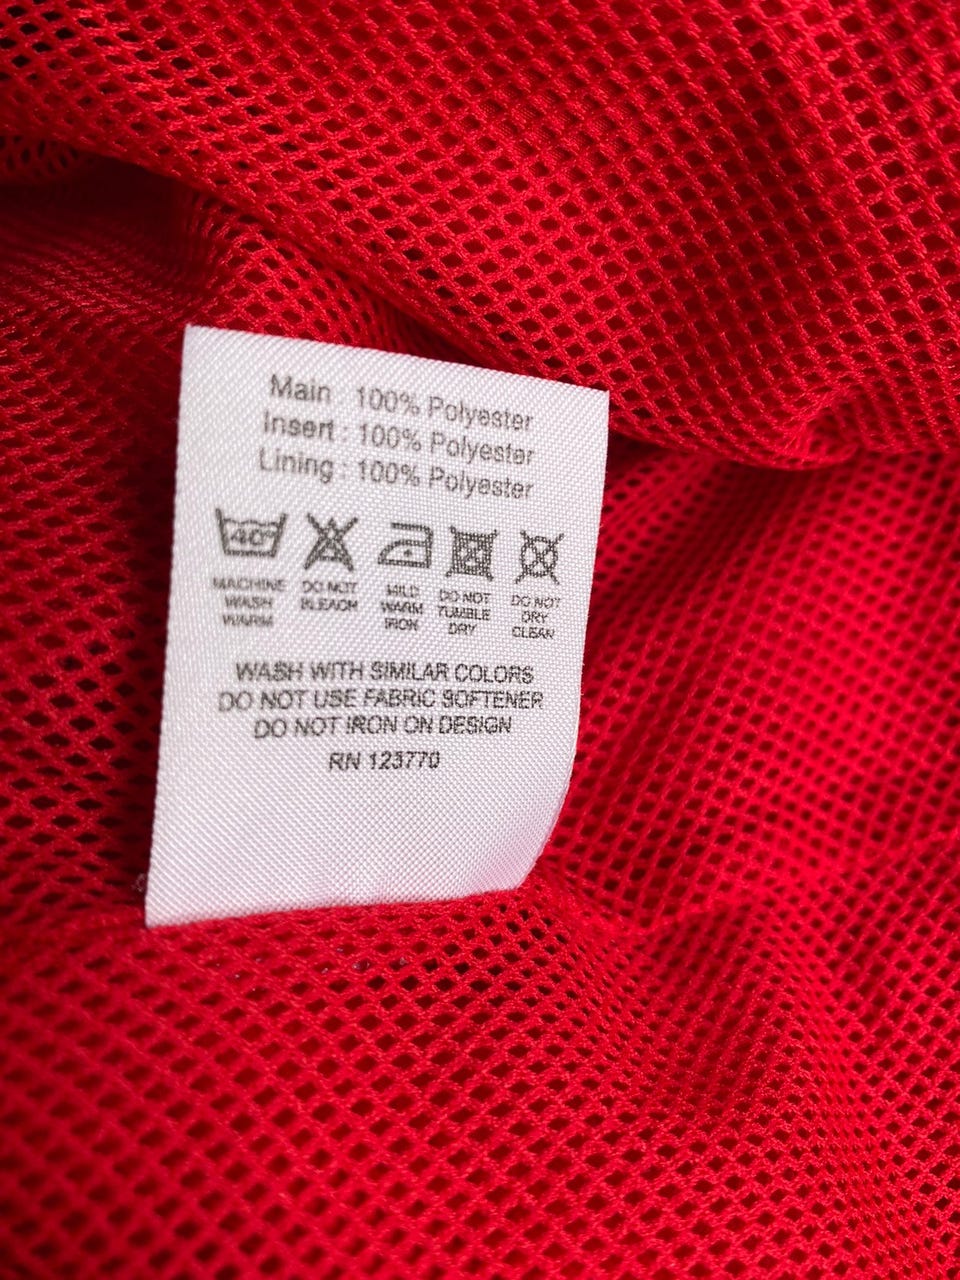 Main 100% Polyester
Insert : 100% Polyester
Lining : 100% Polyester
40°
MACHINE WASH WARM
DO NOT BLEACH
MILD WARM IRON
DO NOT TUMBLE DRY
DO NOT DRY CLEAN
WASH WITH SIMILAR COLORS
DO NOT USE FABRIC SOFTENER
DO NOT IRON ON DESIGN
RN 123770